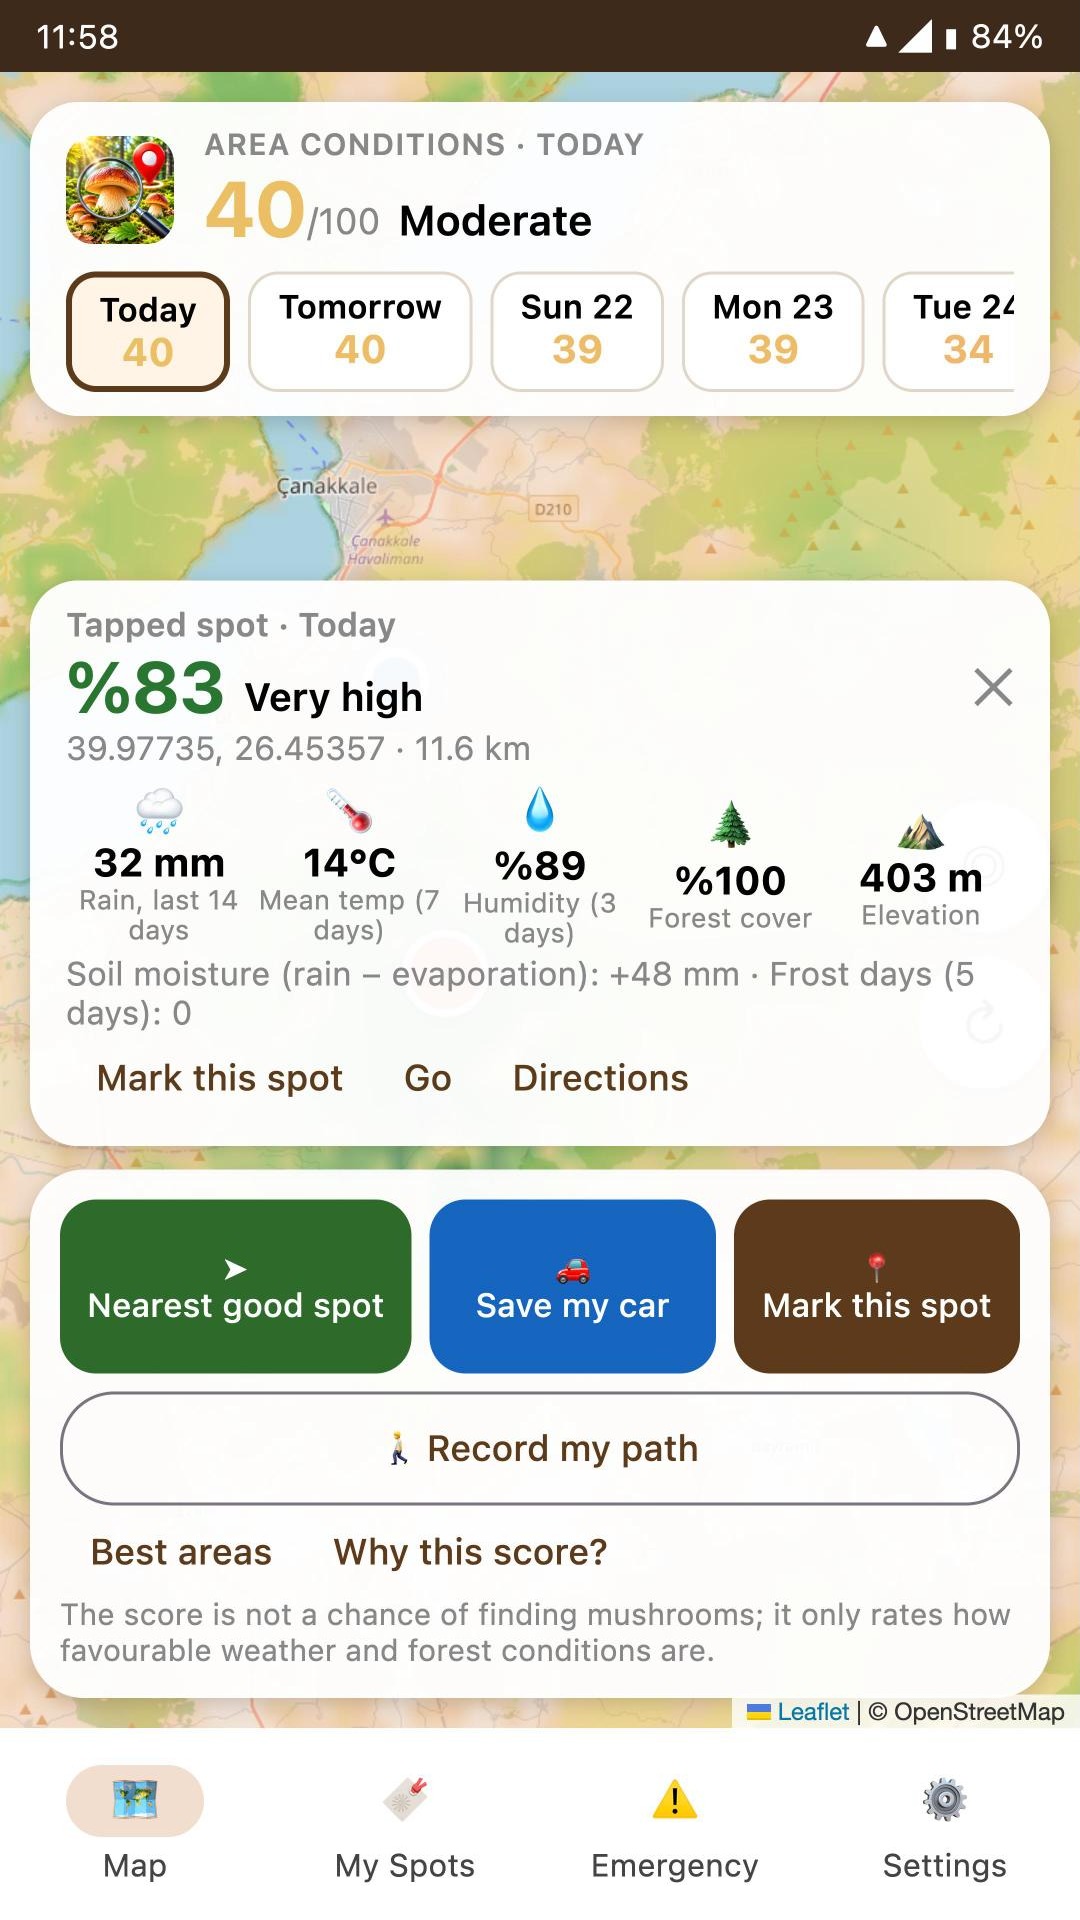 11:58
84%
AREA CONDITIONS · TODAY
40/100 Moderate
Today
40
Tomorrow
40
Sun 22
39
Mon 23
39
Tue 24
34
Çanakkale
D210
Çanakkale
Havalimanı
Tapped spot · Today
%83 Very high
39.97735, 26.45357 · 11.6 km
32 mm
Rain, last 14
days
14°C
Mean temp (7
days)
%89
Humidity (3
days)
%100
Forest cover
403 m
Elevation
Soil moisture (rain – evaporation): +48 mm · Frost days (5
days): 0
Mark this spot
Go
Directions
Nearest good spot
Save my car
Mark this spot
Record my path
Best areas
Why this score?
The score is not a chance of finding mushrooms; it only rates how
favourable weather and forest conditions are.
Leaflet | © OpenStreetMap
Map
My Spots
Emergency
Settings